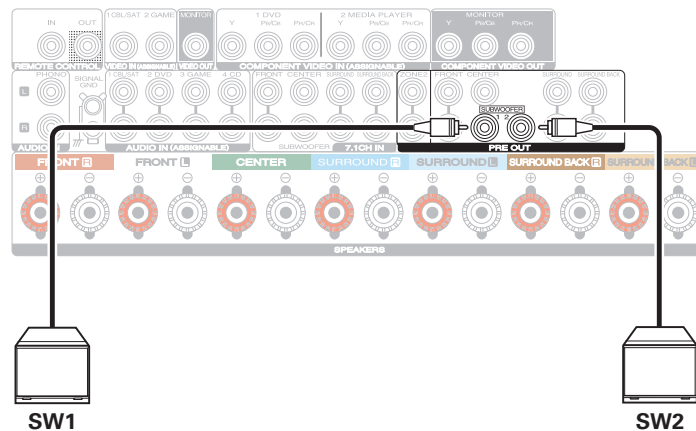 IN OUT 1 CBL/SAT 2 GAME MONITOR Y 1 DVD PB/CB PR/CR 2 MEDIA PLAYER Y PB/CB PR/CR MONITOR Y PB/CB PR/CR
REMOTE CONTROL VIDEO IN (ASSIGNABLE) VIDEO OUT COMPONENT VIDEO IN (ASSIGNABLE) COMPONENT VIDEO OUT
PHONO SIGNAL GND 1 CBL/SAT 2 DVD 3 GAME 4 CD FRONT CENTER SURROUND SURROUND BACK ZONE2 FRONT CENTER SURROUND SURROUND BACK
L
SUBWOOFER
1 2
R
AUDIO IN AUDIO IN (ASSIGNABLE) SUBWOOFER 7.1CH IN PRE OUT
FRONT R FRONT L CENTER SURROUND R SURROUND L SURROUND BACK R SURROUND BACK L
SPEAKERS
SW1 SW2